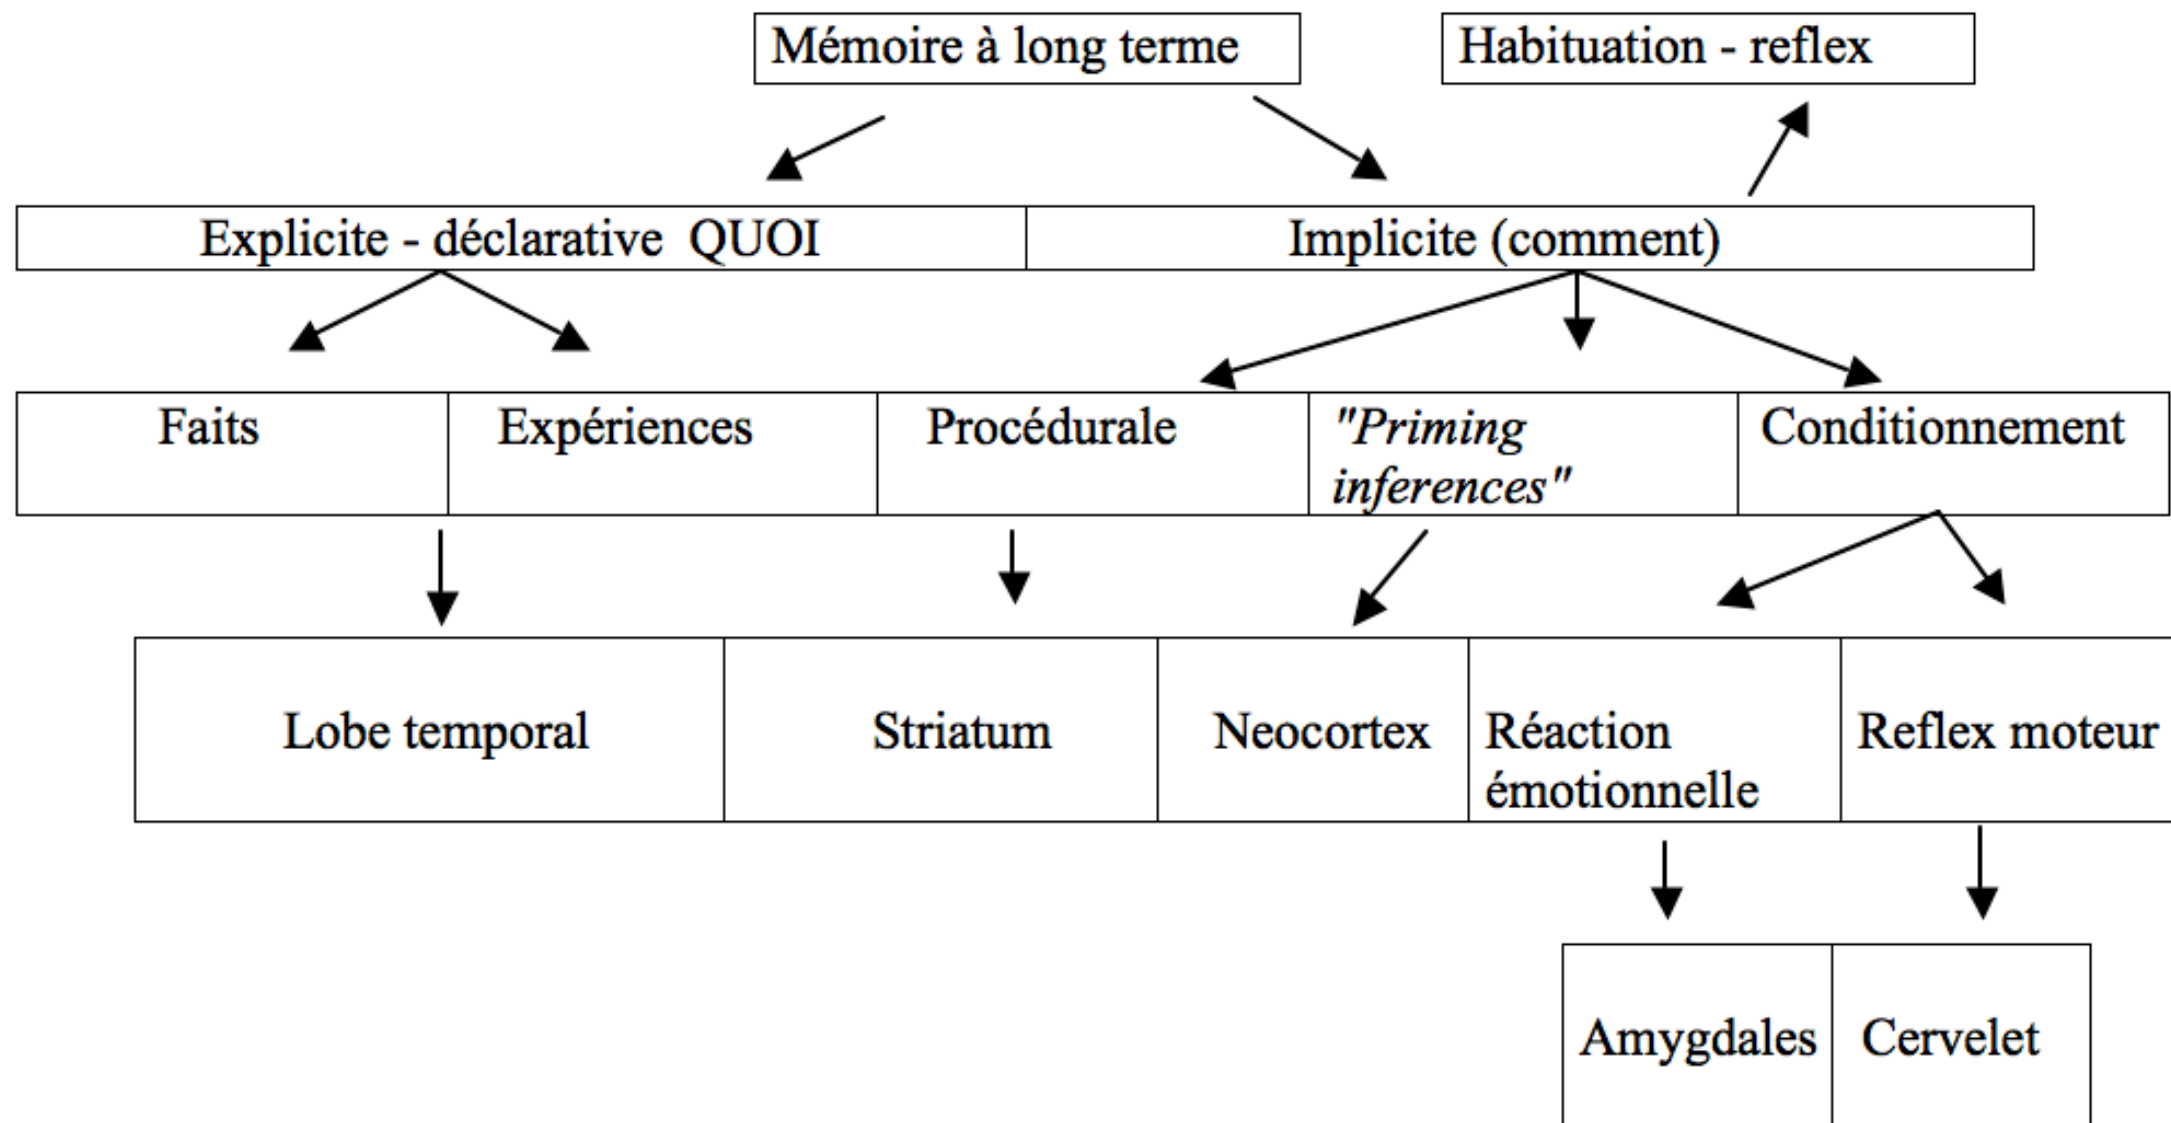 Mémoire à long terme
Habituation - reflex
Explicite - déclarative  QUOI
Implicite (comment)
Faits
Expériences
Procédurale
"Priming
inferences"
Conditionnement
Lobe temporal
Striatum
Neocortex
Réaction
émotionnelle
Reflex moteur
Amygdales
Cervelet